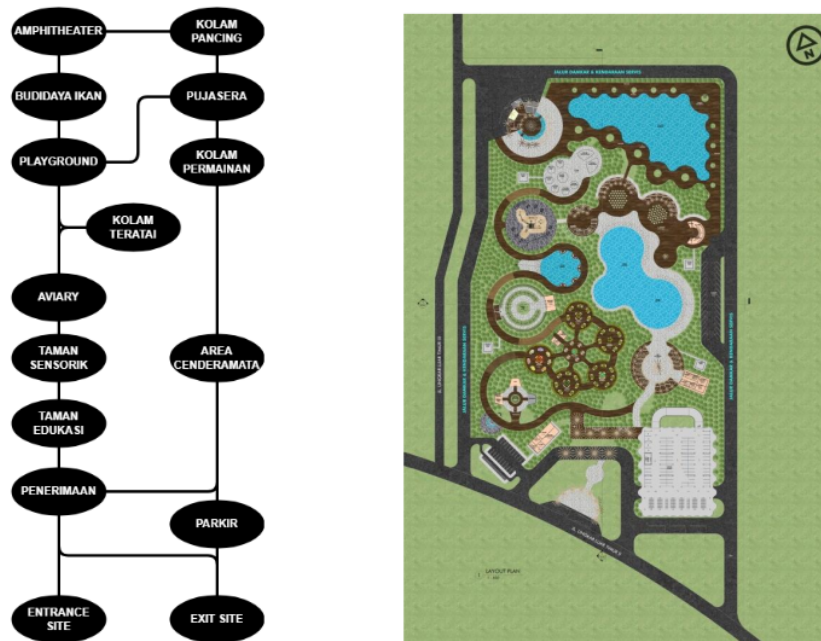 AMPHITHEATER
KOLAM
PANCING
BUDIDAYA IKAN
PUJASERA
PLAYGROUND
KOLAM
PERMAINAN
KOLAM
TERATAI
AVIARY
TAMAN
SENSORIK
AREA
CENDERAMATA
TAMAN
EDUKASI
PENERIMAAN
PARKIR
ENTRANCE
SITE
EXIT SITE
N
JALUR DAMKAR & KENDARAAN SERVIS
JALUR DAMKAR & KENDARAAN SERVIS
JALUR DAMKAR & KENDARAAN SERVIS
LAYOUT PLAN